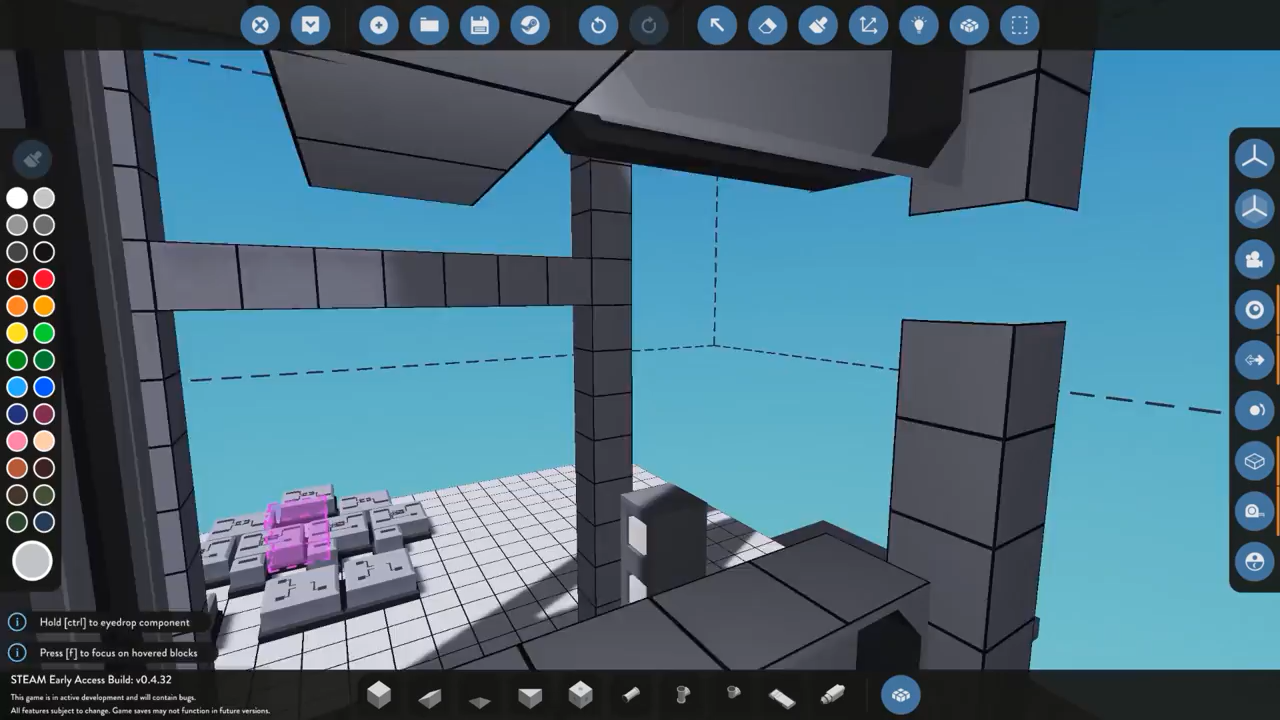 Hold [ctrl] to eyedrop component
Press [f] to focus on hovered blocks
STEAM Early Access Build: v0.4.32
This game is in active development and will contain bugs.
All features subject to change. Game saves may not function in future versions.